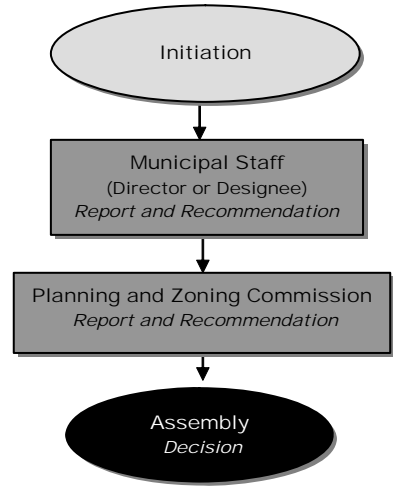 Initiation
Municipal Staff
(Director or Designee)
Report and Recommendation
Planning and Zoning Commission
Report and Recommendation
Assembly
Decision